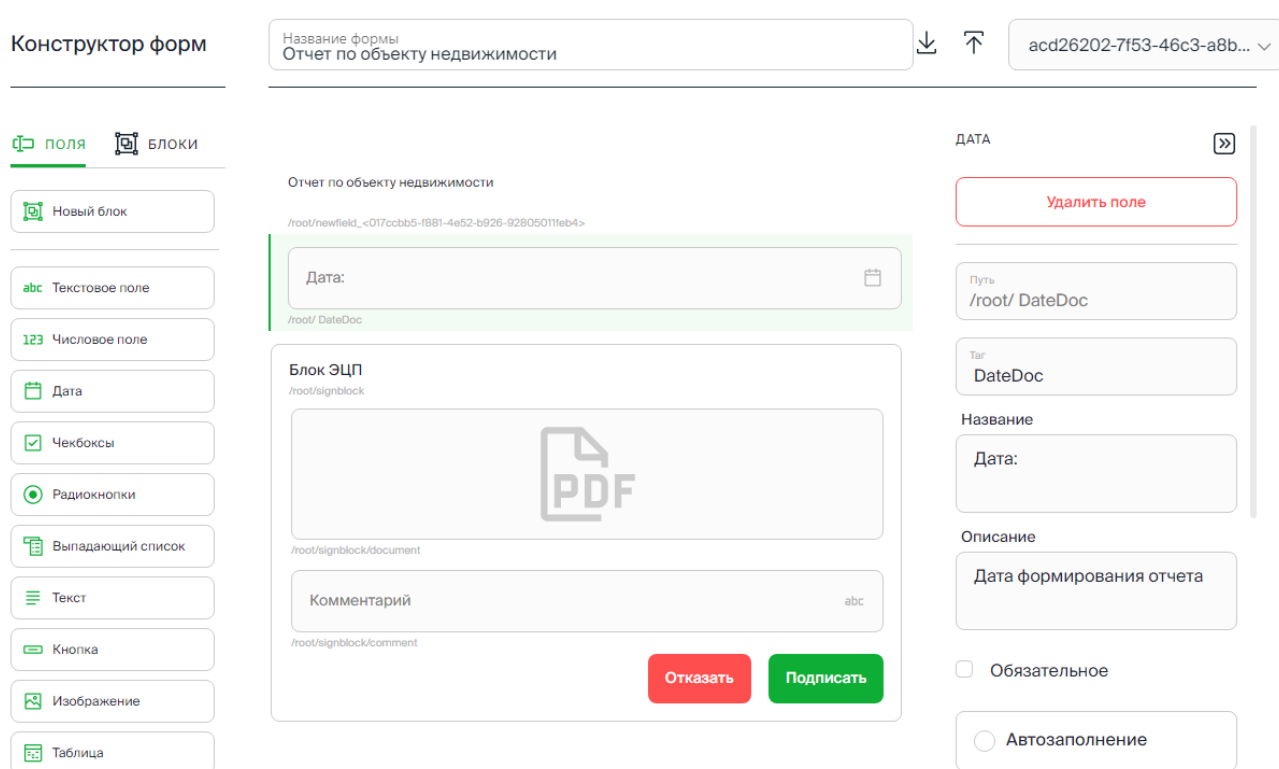 Конструктор форм
Название формы
Отчет по объекту недвижимости
acd26202-7f53-46c3-a8b...
ПОЛЯ
БЛОКИ
Новый блок
abc Текстовое поле
123 Числовое поле
Дата
Чекбоксы
Радиокнопки
Выпадающий список
Текст
Кнопка
Изображение
Таблица
Отчет по объекту недвижимости
/root/newfield_<017ccbb5-f881-4e52-b926-92805011feb4>
Дата:
/root/ DateDoc
Блок ЭЦП
/root/signblock
PDF
/root/signblock/document
Комментарий abc
/root/signblock/comment
Отказать
Подписать
ДАТА
Удалить поле
Путь
/root/ DateDoc
Тег
DateDoc
Название
Дата:
Описание
Дата формирования отчета
Обязательное
Автозаполнение